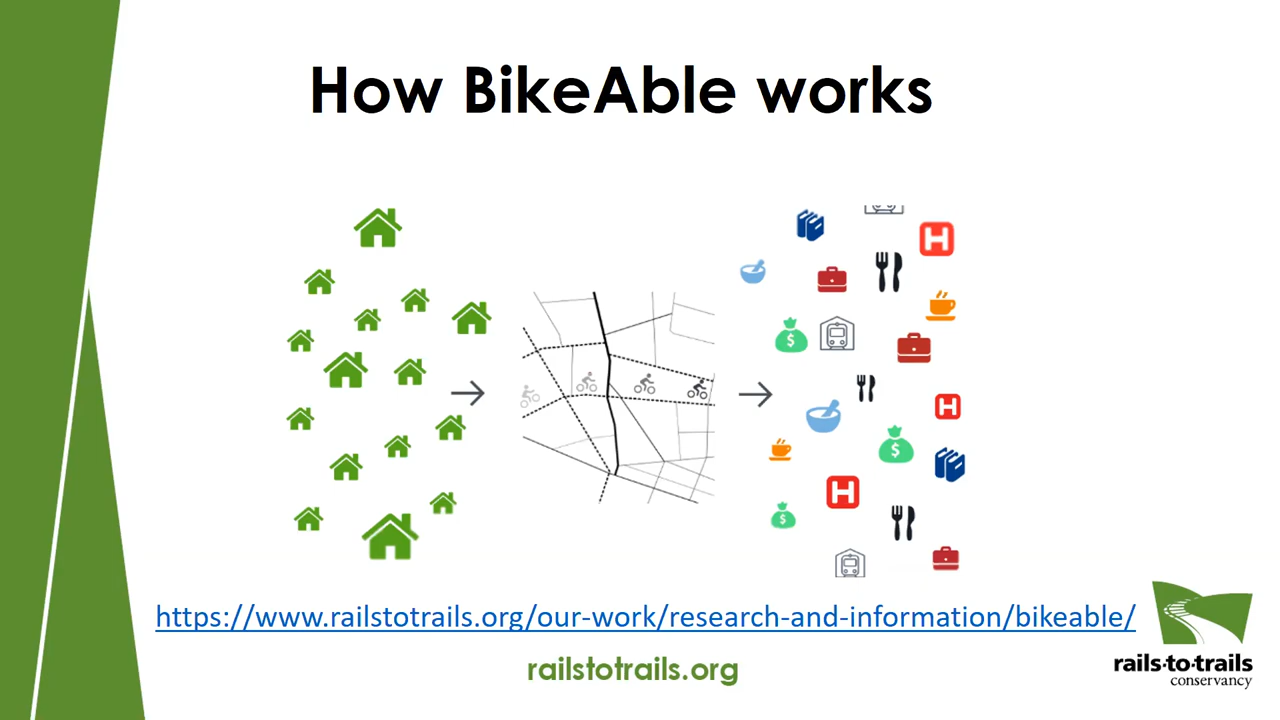 How BikeAble works
H
$
H
$
H
$
https://www.railstotrails.org/our-work/research-and-information/bikeable/
railstotrails.org
rails-to-trails
conservancy